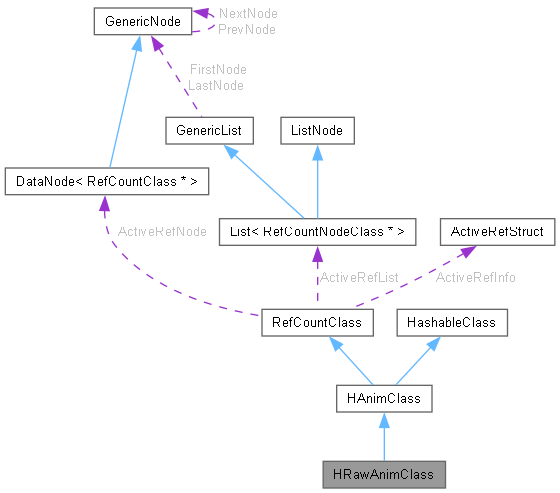 GenericNode
NextNode
PrevNode
FirstNode
LastNode
GenericList
ListNode
DataNode< RefCountClass * >
List< RefCountNodeClass * >
ActiveRefStruct
ActiveRefNode
ActiveRefList
ActiveRefInfo
RefCountClass
HashableClass
HAnimClass
HRawAnimClass